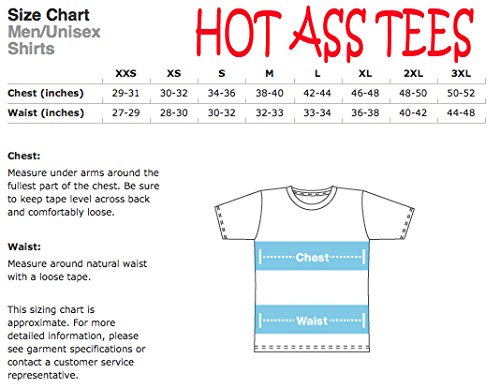 Size Chart
Men/Unisex
Shirts
HOT ASS TEES
XXS XS S M L XL 2XL 3XL
Chest (inches) 29-31 30-32 34-36 38-40 42-44 46-48 48-50 50-52
Waist (inches) 27-29 28-30 30-32 32-33 33-34 36-38 40-42 44-48
Chest:
Measure under arms around the
fullest part of the chest. Be sure
to keep tape level across back
and comfortably loose.
Waist:
Measure around natural waist
with a loose tape.
This sizing chart is
approximate. For more
detailed information, please
see garment specifications or
contact a customer service
representative.
Chest
Waist